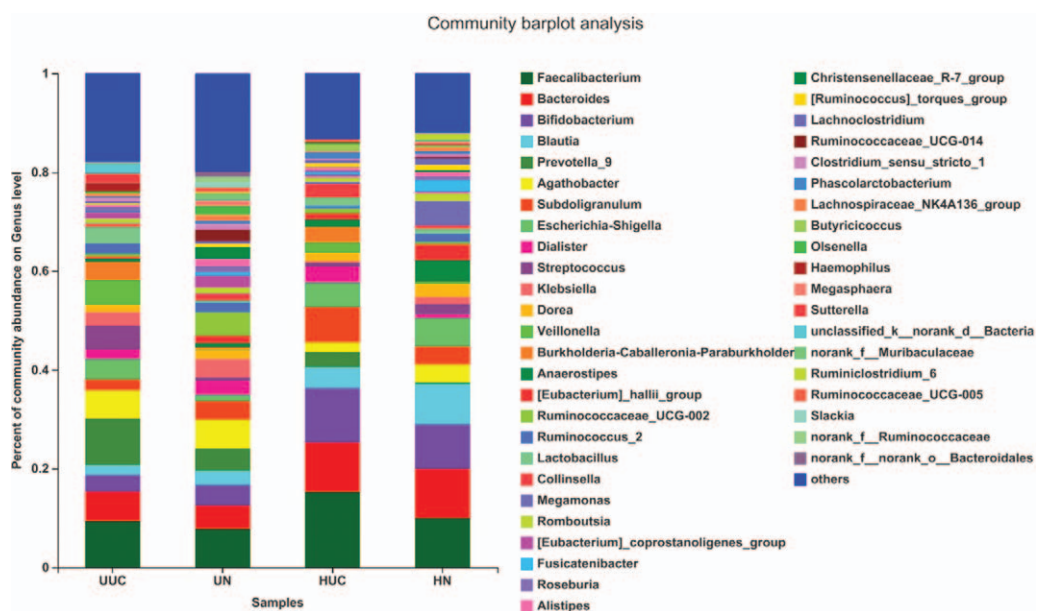 Community barplot analysis
Percent of community abundance on Genus level
1
0.8
0.6
0.4
0.2
0
UUC
UN
HUC
HN
Samples
Faecalibacterium
Bacteroides
Bifidobacterium
Blautia
Prevotella_9
Agathobacter
Subdoligranulum
Escherichia-Shigella
Dialister
Streptococcus
Klebsiella
Dorea
Veillonella
Burkholderia-Caballeronia-Paraburkholder
Anaerostipes
[Eubacterium]_hallii_group
Ruminococcaceae_UCG-002
Ruminococcus_2
Lactobacillus
Collinsella
Megamonas
Romboutsia
[Eubacterium]_coprostanoligenes_group
Fusicatenibacter
Roseburia
Alistipes
Christensenellaceae_R-7_group
[Ruminococcus]_torques_group
Lachnoclostridium
Ruminococcaceae_UCG-014
Clostridium_sensu_stricto_1
Phascolarctobacterium
Lachnospiraceae_NK4A136_group
Butyricicoccus
Olsenella
Haemophilus
Megasphaera
Sutterella
unclassified_k__norank_d__Bacteria
norank_f__Muribaculaceae
Ruminiclostridium_6
Ruminococcaceae_UCG-005
Slackia
norank_f__Ruminococcaceae
norank_f__norank_o__Bacteroidales
others